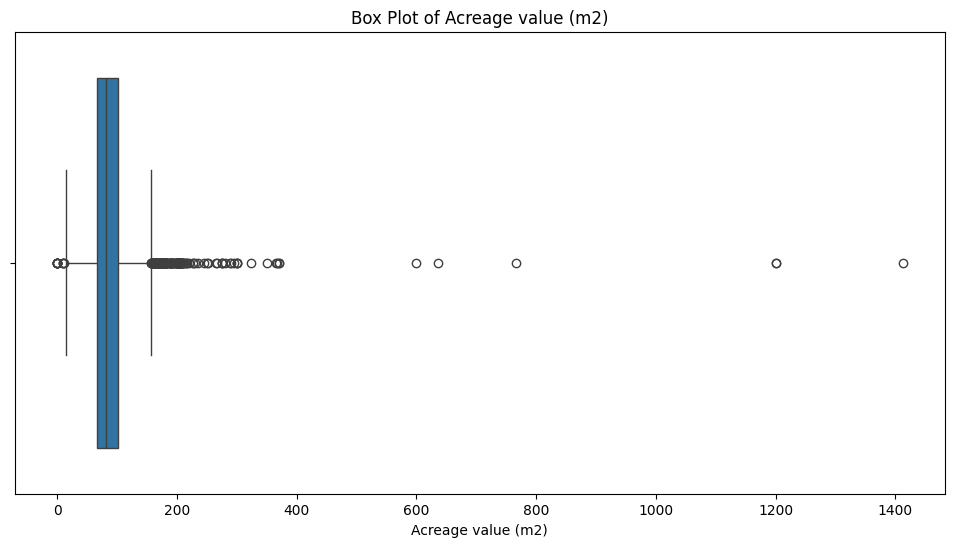 Box Plot of Acreage value (m2)
0 200 400 600 800 1000 1200 1400
Acreage value (m2)